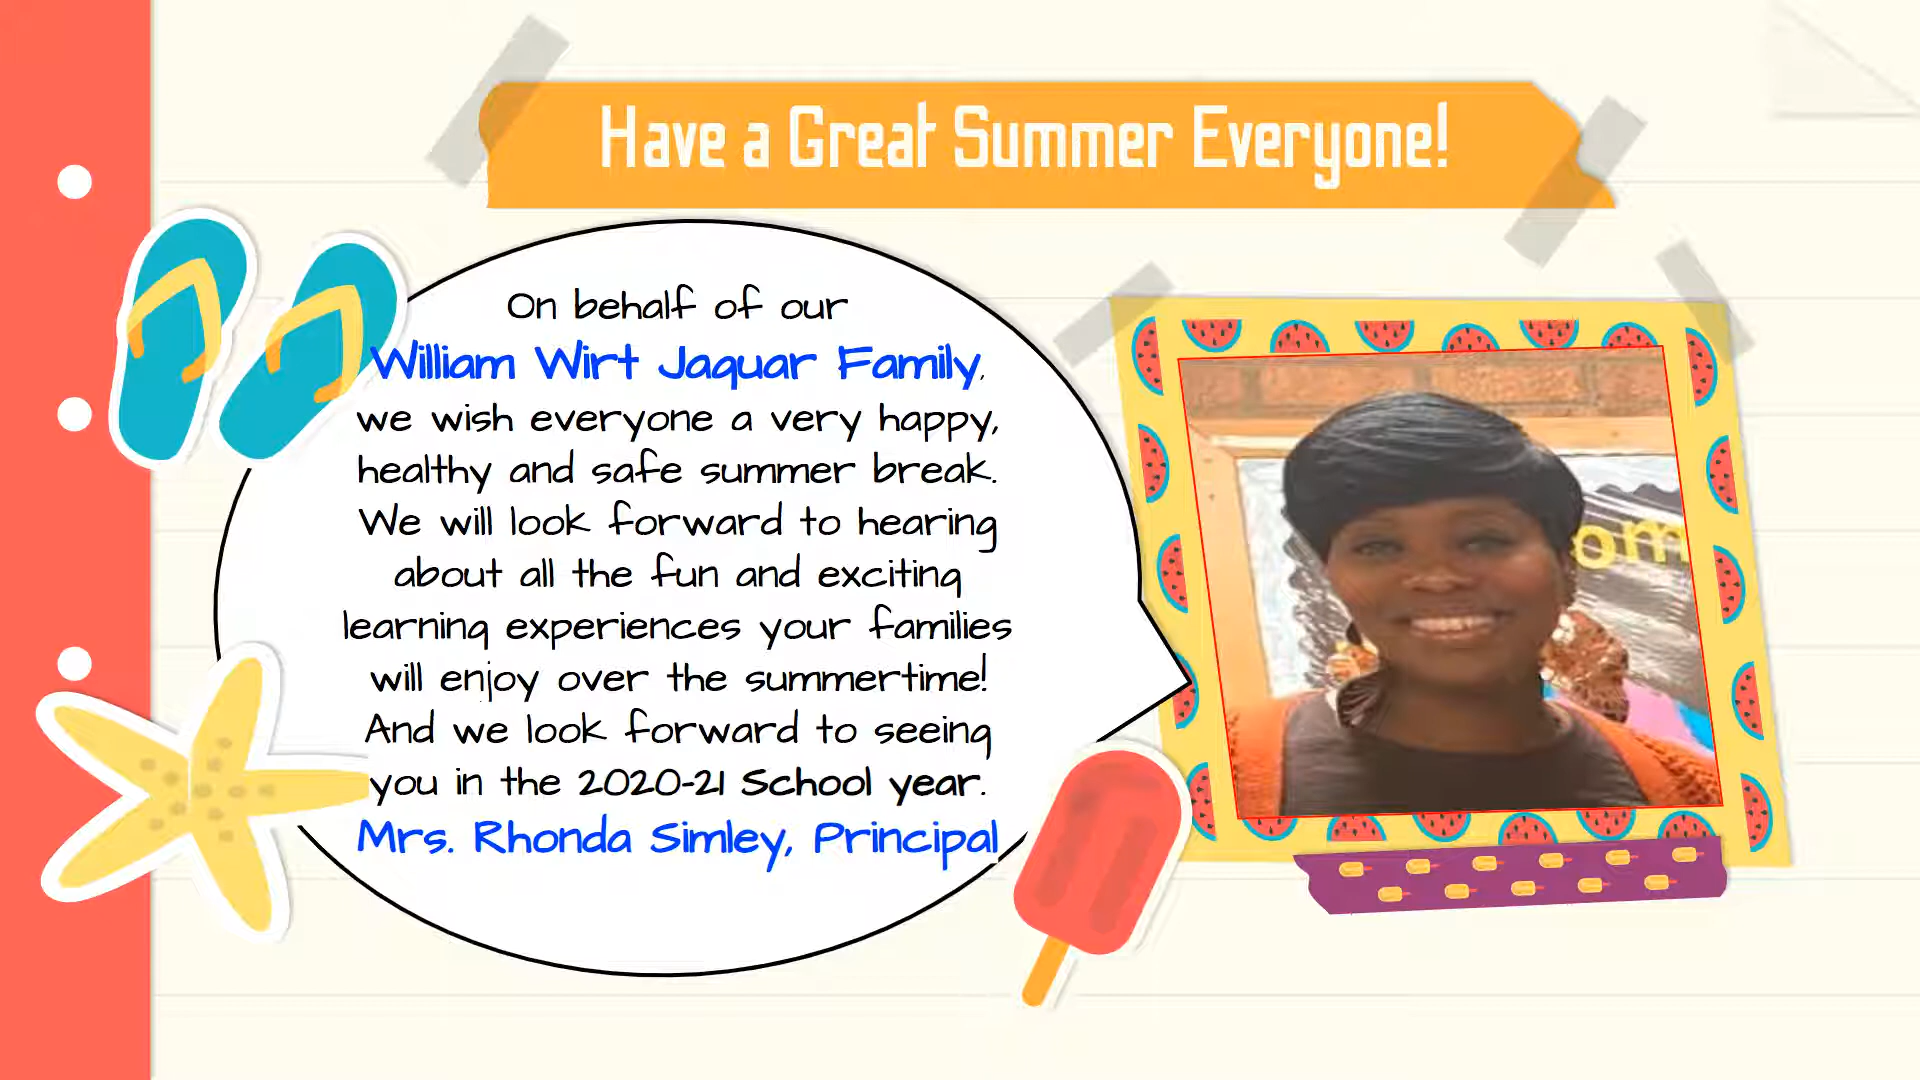 Have a Great Summer Everyone!
On behalf of our
William Wirt Jaquar Family,
we wish everyone a very happy,
healthy and safe summer break.
We will look forward to hearing
about all the fun and exciting
learning experiences your families
will enjoy over the summertime!
And we look forward to seeing
you in the 2020-21 School year.
Mrs. Rhonda Simley, Principal
om